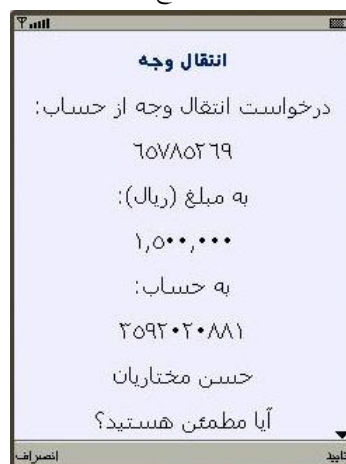 انتقال وجه
درخواست انتقال وجه از حساب:
٦٥٧٨٥٢٦٩
به مبلغ (ریال):
١,٥٠٠,٠٠٠
به حساب:
٢٥٩٢٠٢٠٨٨١
حسن مختاریان
آیا مطمئن هستید؟
تایید
انصراف